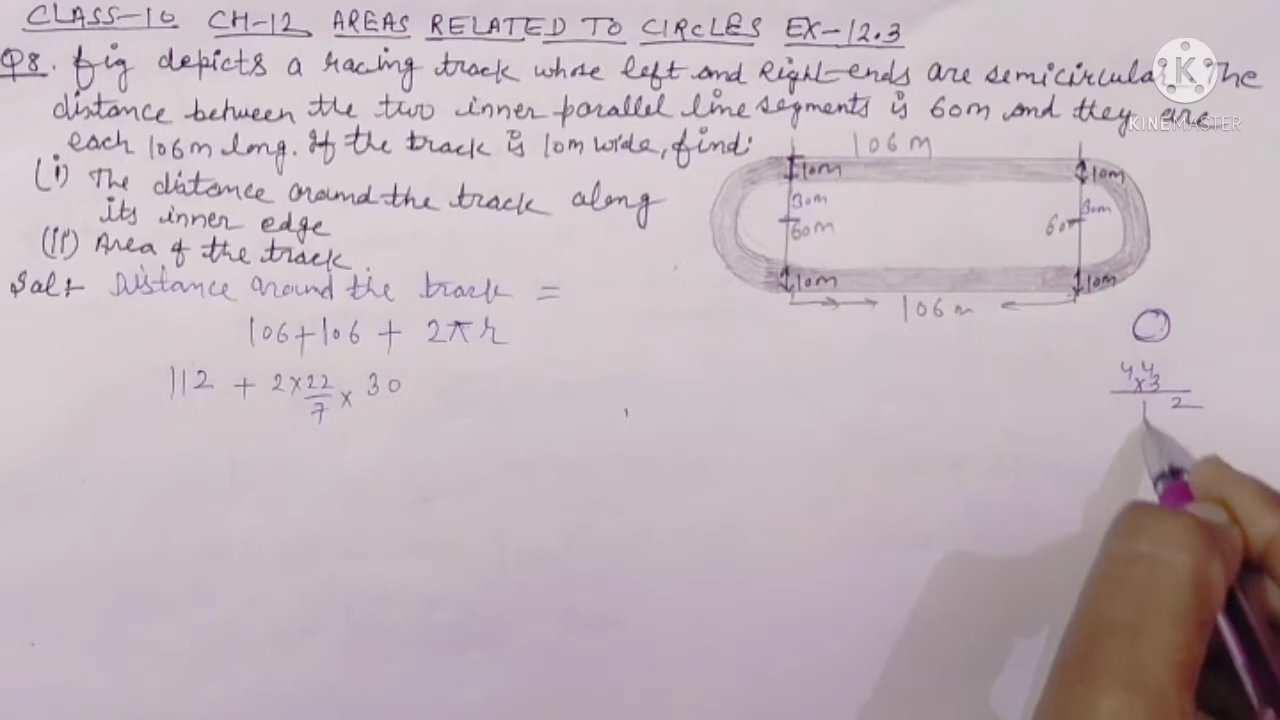 CLASS-10 CH-12 AREAS RELATED TO CIRCLES EX-12.3
Q8. fig depicts a racing track whose left and Right-ends are semicircular. The
distance between the two inner parallel line segments is 60m and they are
each 106m long. If the track is 10m wide, find:
(i) The distance around the track along
its inner edge
(ii) Area of the track.
106m
10m
10m
30m
30m
60m
60m
10m
10m
106m
Sol+ Distance around the track =
106+106 + 2πr
112 + 2×22/7 × 30
44
×3
12
K
KINEMASTER